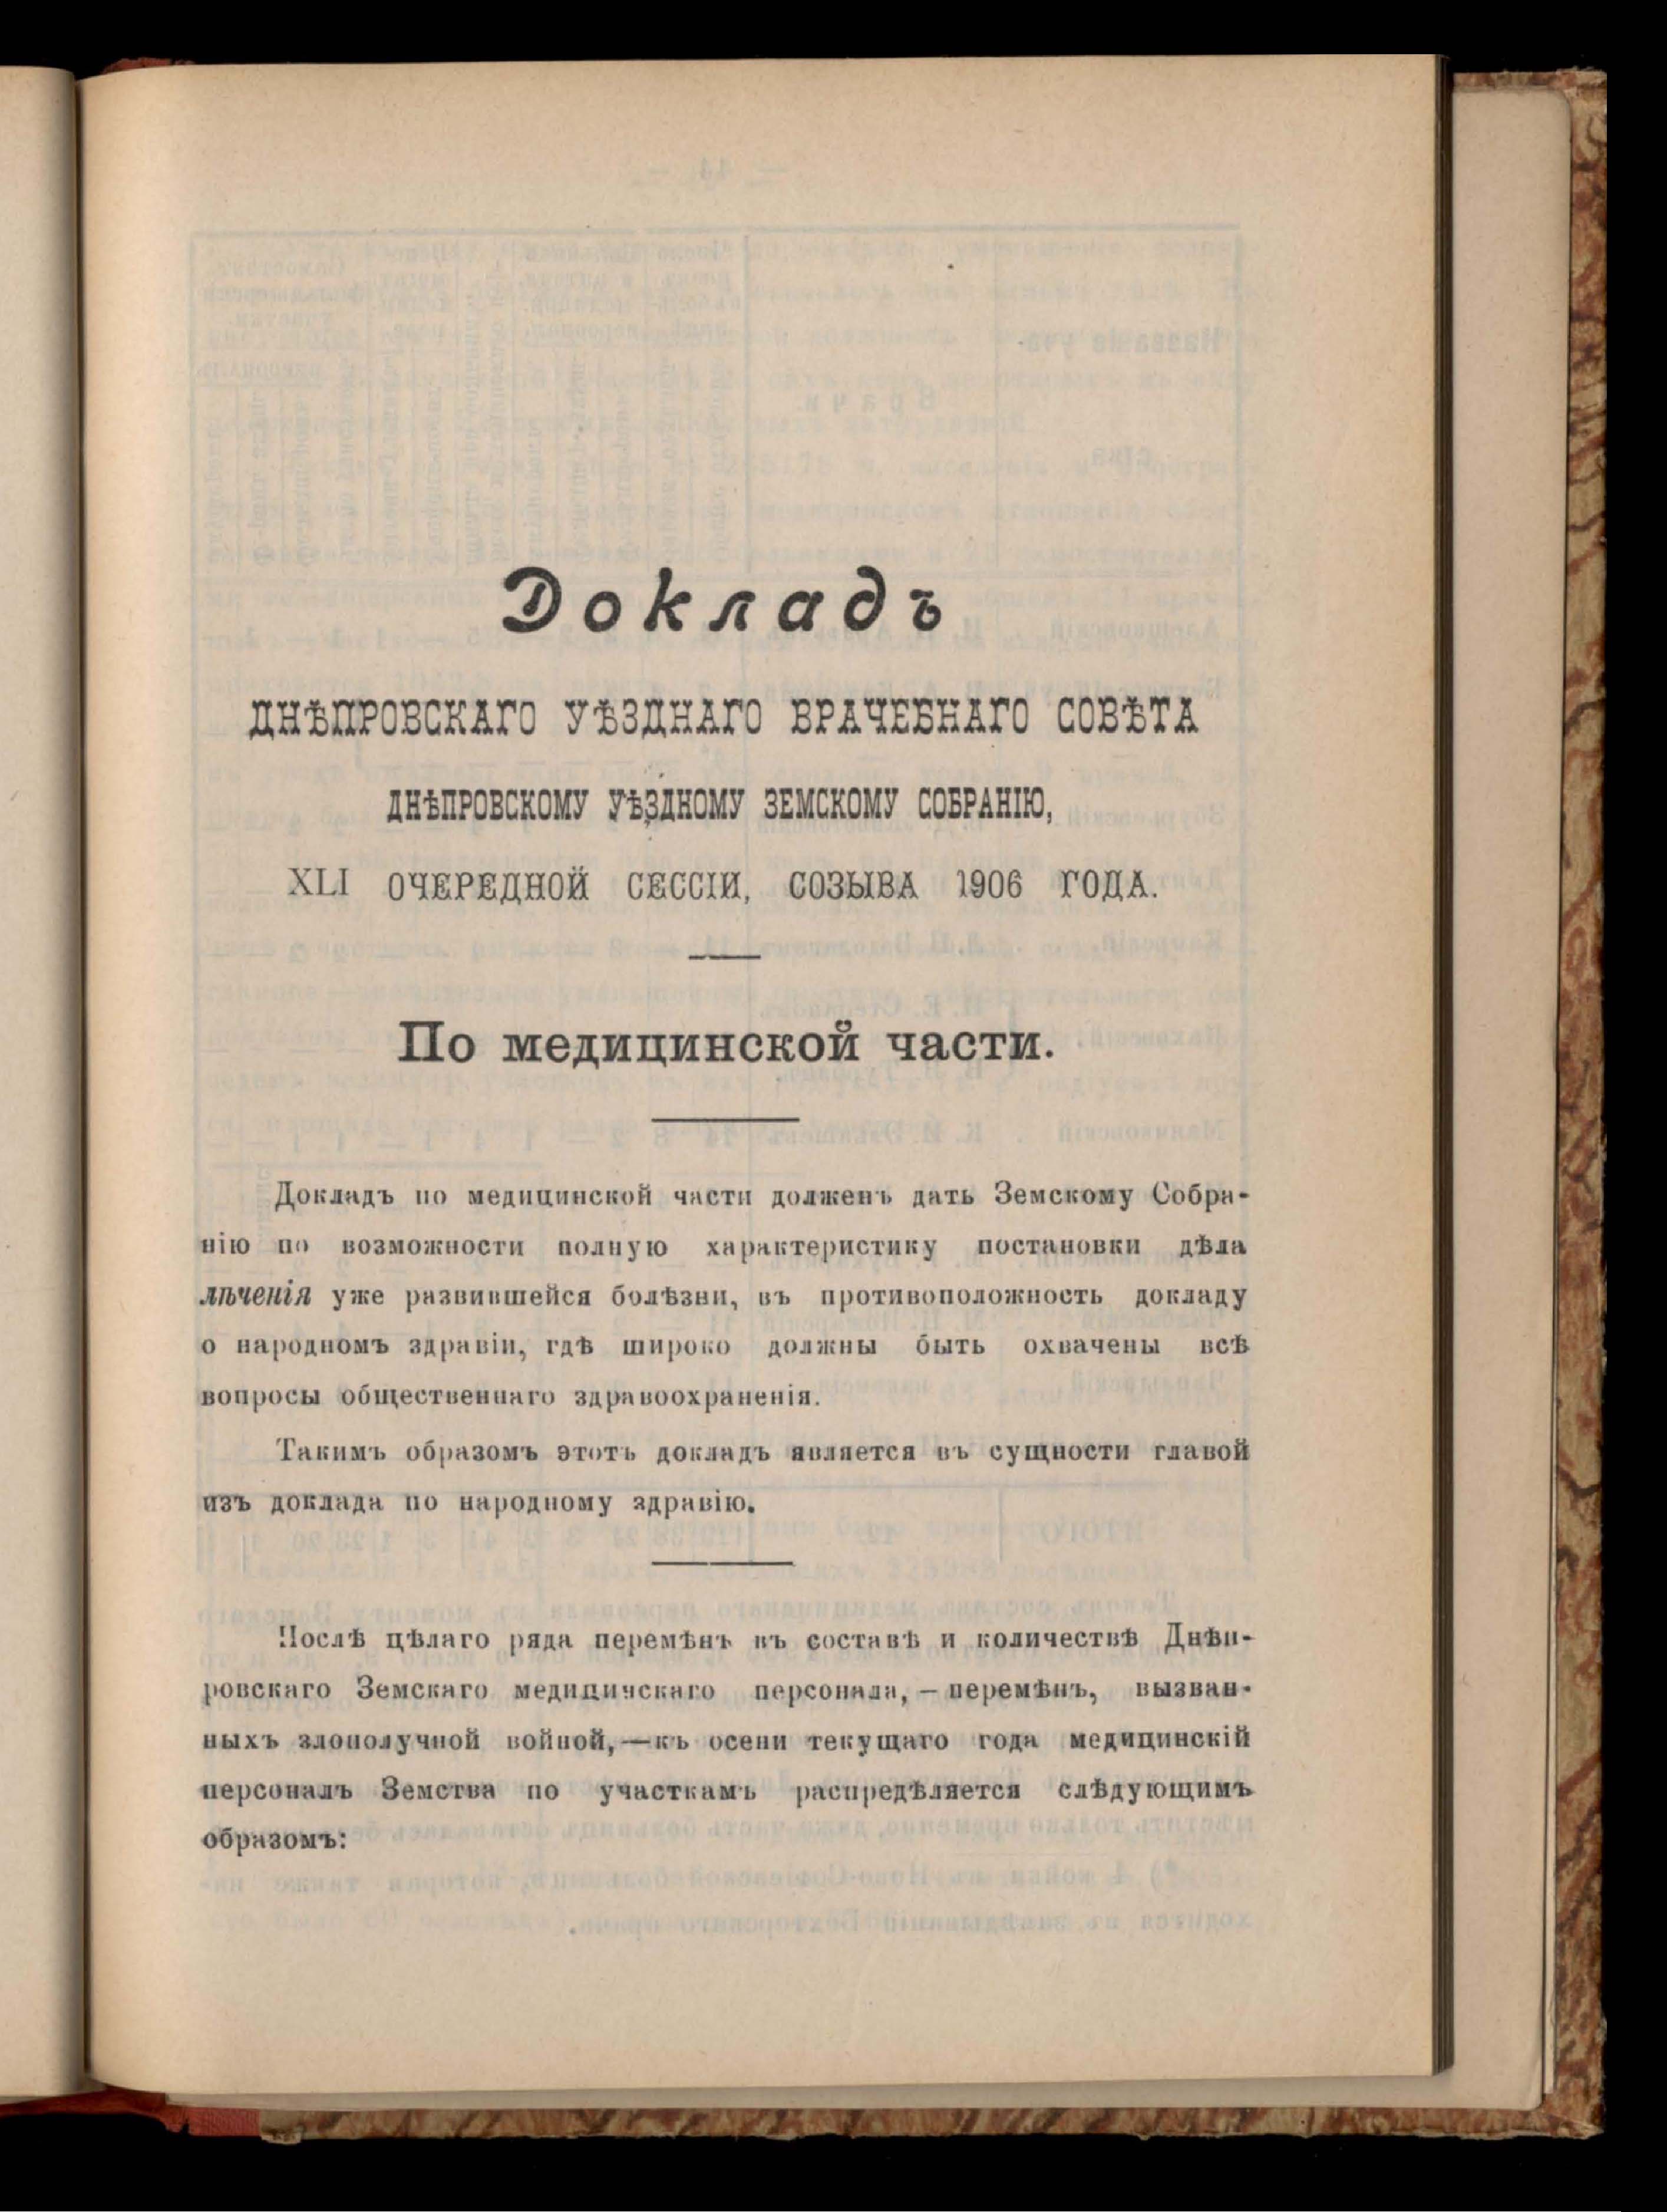 Докладъ
ДНѢПРОВСКАГО УѢЗДНАГО ВРАЧЕБНАГО СОВѢТА
ДНѢПРОВСКОМУ УѢЗДНОМУ ЗЕМСКОМУ СОБРАНІЮ,
XLI ОЧЕРЕДНОЙ СЕССІИ, СОЗЫВА 1906 ГОДА.
По медицинской части.
Докладъ по медицинской части долженъ дать Земскому Собра-
нію по возможности полную характеристику постановки дѣла
лѣченія уже развившейся болѣзни, въ противоположность докладу
о народномъ здравіи, гдѣ широко должны быть охвачены всѣ
вопросы общественнаго здравоохраненія.
Такимъ образомъ этотъ докладъ является въ сущности главой
изъ доклада по народному здравію.
Послѣ цѣлаго ряда перемѣнъ въ составѣ и количествѣ Днѣп-
ровскаго Земскаго медицинскаго персонала, — перемѣнъ, вызван-
ныхъ злополучной войной, — къ осени текущаго года медицинскій
персоналъ Земства по участкамъ распредѣляется слѣдующимъ
образомъ: